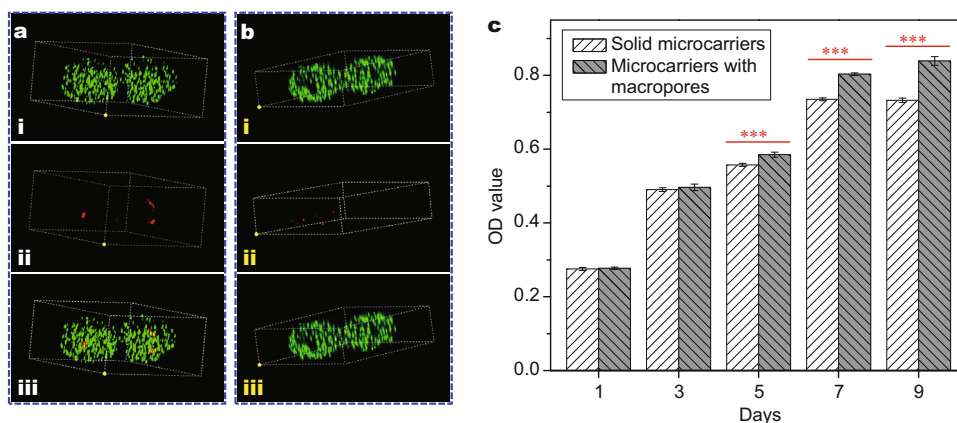 a
i
ii
iii
b
i
ii
iii
c
Solid microcarriers
Microcarriers with
macropores
***
***
***
OD value
0.8
0.6
0.4
0.2
0.0
1 3 5 7 9
Days